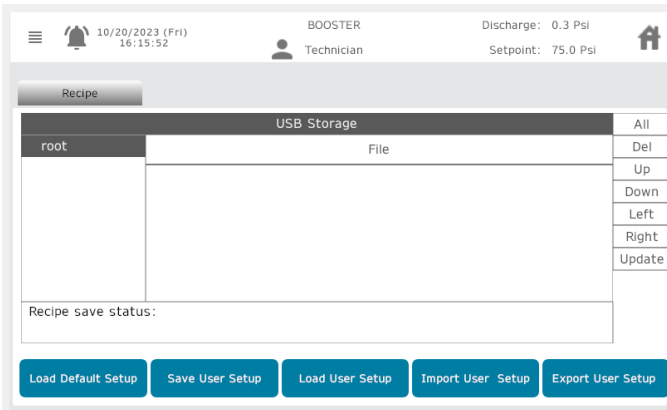 10/20/2023 (Fri)
16:15:52
BOOSTER
Technician
Discharge: 0.3 Psi
Setpoint: 75.0 Psi
Recipe
USB Storage
root
File
All
Del
Up
Down
Left
Right
Update
Recipe save status:
Load Default Setup
Save User Setup
Load User Setup
Import User Setup
Export User Setup